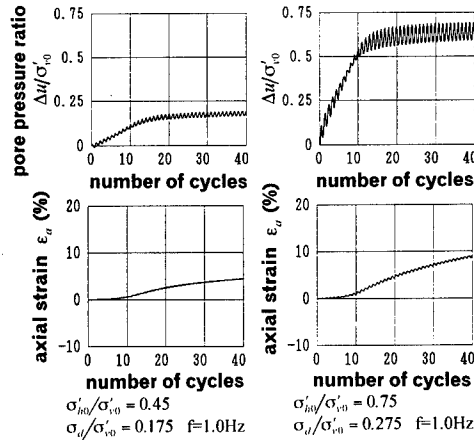 pore pressure ratio
Δu/σ'v0
0.75
0.5
0.25
0
0 10 20 30 40
number of cycles
Δu/σ'v0
0.75
0.5
0.25
0
0 10 20 30 40
number of cycles
axial strain εa (%)
20
10
0
-10
0 10 20 30 40
number of cycles
σ'h0/σ'v0 = 0.45
σd/σ'v0 = 0.175 f=1.0Hz
axial strain εa (%)
20
10
0
-10
0 10 20 30 40
number of cycles
σ'h0/σ'v0 = 0.75
σd/σ'v0 = 0.275 f=1.0Hz